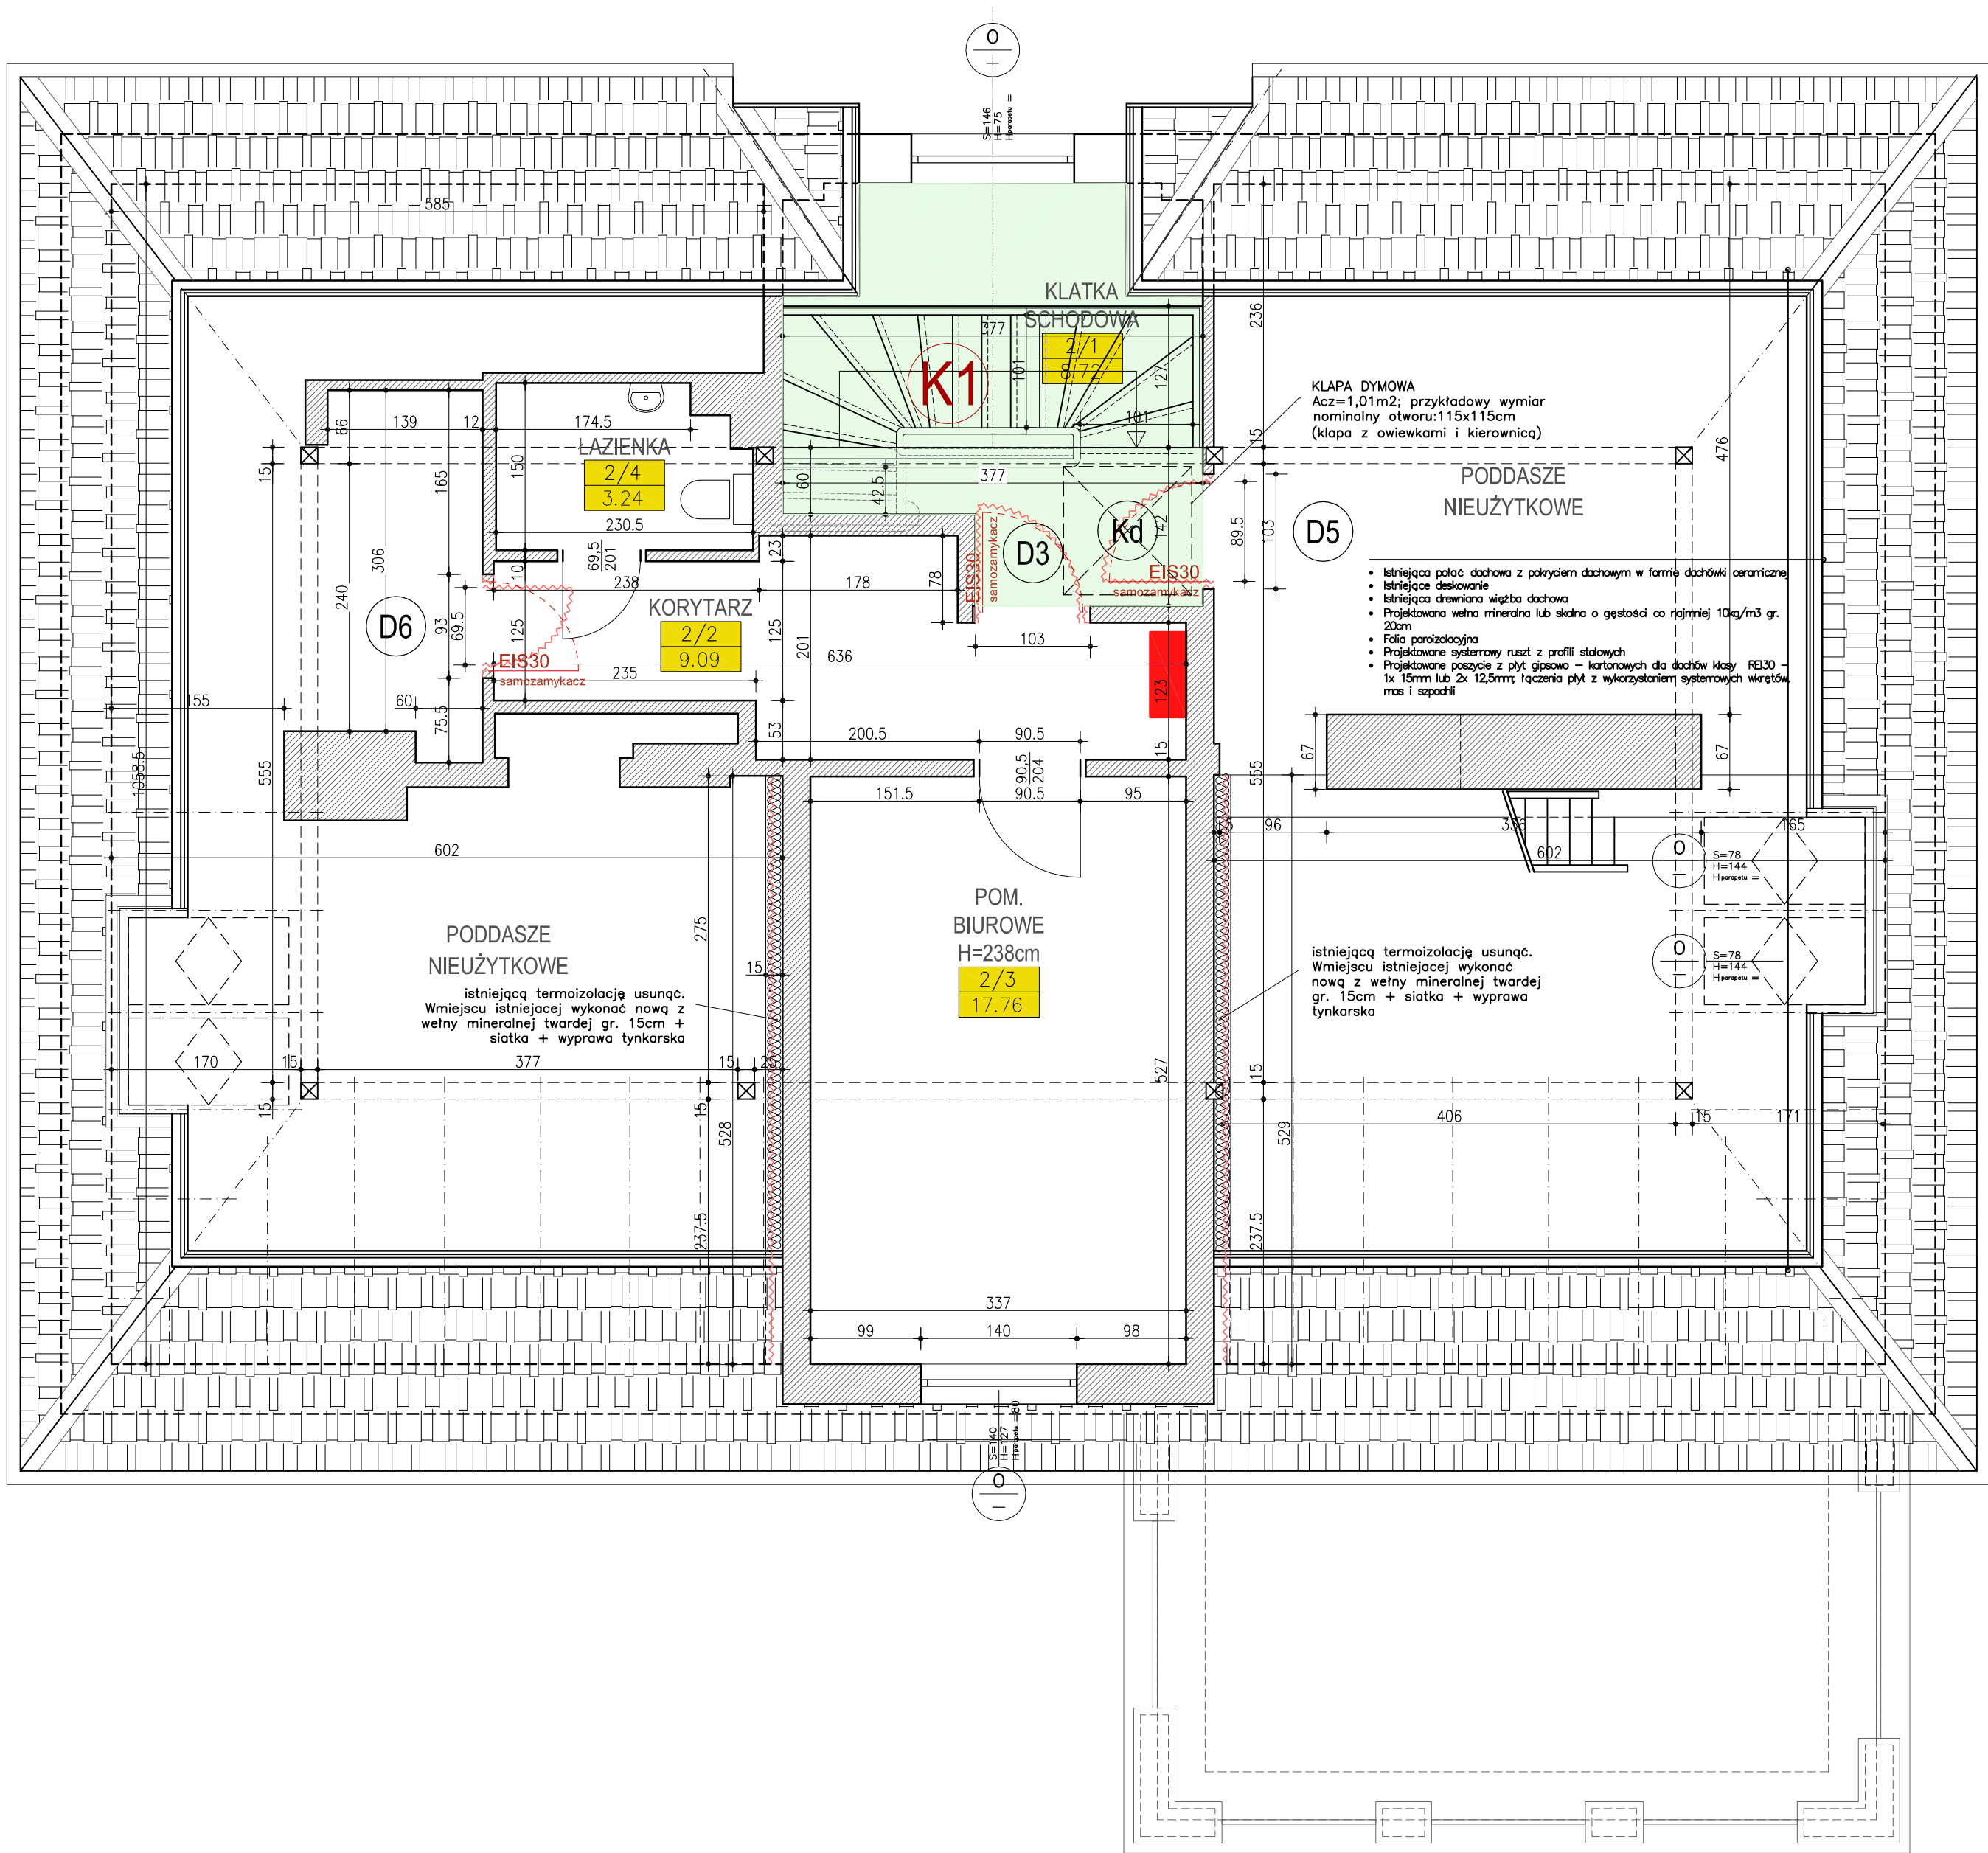 0
S=146
H=75
Hparapetu =
585
KLATKA
SCHODOWA
377
2/1
8.72
K1
101
127
101
236
KLAPA DYMOWA
Acz=1,01m2; przykładowy wymiar
nominalny otworu:115x115cm
(klapa z owiewkami i kierownicą)
66
139
12
174.5
ŁAZIENKA
2/4
3.24
150
165
15
306
240
230.5
60
42.5
377
15
476
PODDASZE
NIEUŻYTKOWE
D5
89.5
103
142
Kd
D3
EIS30
samozamykacz
EIS30
samozamykacz
69,5
201
10
23
238
178
78
KORYTARZ
2/2
9.09
D6
93
69.5
125
125
201
EIS30
samozamykacz
235
636
103
123
• Istniejąca połać dachowa z pokryciem dachowym w formie dachówki ceramicznej
• Istniejące deskowanie
• Istniejąca drewniana więźba dachowa
• Projektowana wełna mineralna lub skalna o gęstości co najmniej 10kg/m3 gr.
20cm
• Folia paroizolacyjna
• Projektowane systemowy ruszt z profili stalowych
• Projektowane poszycie z płyt gipsowo – kartonowych dla dachów klasy REI30 –
1x 15mm lub 2x 12,5mm; łączenia płyt z wykorzystaniem systemowych wkrętów,
mas i szpachli
155
60
75.5
53
200.5
90.5
15
67
67
1058.5
555
90,5
204
555
151.5
90.5
95
5
96
336
165
602
602
0
S=78
H=144
Hparapetu =
POM.
BIUROWE
H=238cm
2/3
17.76
275
PODDASZE
NIEUŻYTKOWE
15
istniejącą termoizolację usunąć.
Wmiejscu istniejacej wykonać nową z
wełny mineralnej twardej gr. 15cm +
siatka + wyprawa tynkarska
istniejącą termoizolację usunąć.
Wmiejscu istniejacej wykonać
nową z wełny mineralnej twardej
gr. 15cm + siatka + wyprawa
tynkarska
0
S=78
H=144
Hparapetu =
170
15
377
15
25
527
15
15
15
528
529
406
15
171
237.5
237.5
337
99
140
98
S=140
H=127
Hparapetu =80
0